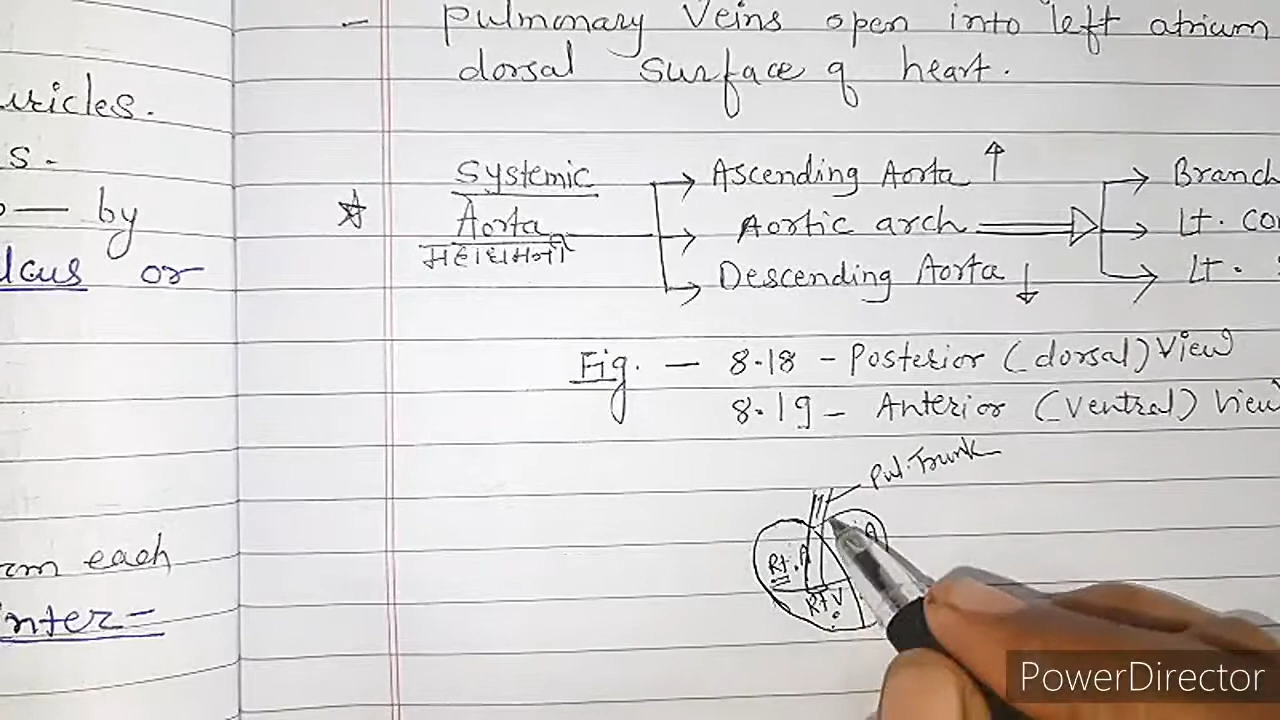 uricles.
s.
by
lcus or
m each
inter-
- pulmonary Veins open into left atrium
dorsal surface of heart.
☆ Systemic
Aorta
महाधमनी
→ Ascending Aorta ↑
→ Aortic arch
→ Descending Aorta ↓
→ Branch
→ Lt. co
→ Lt.
Fig. - 8.18 - Posterior (dorsal) View
8.19 - Anterior (ventral) View
Pul. Trunk
Rt. A
A
Rt V
PowerDirector